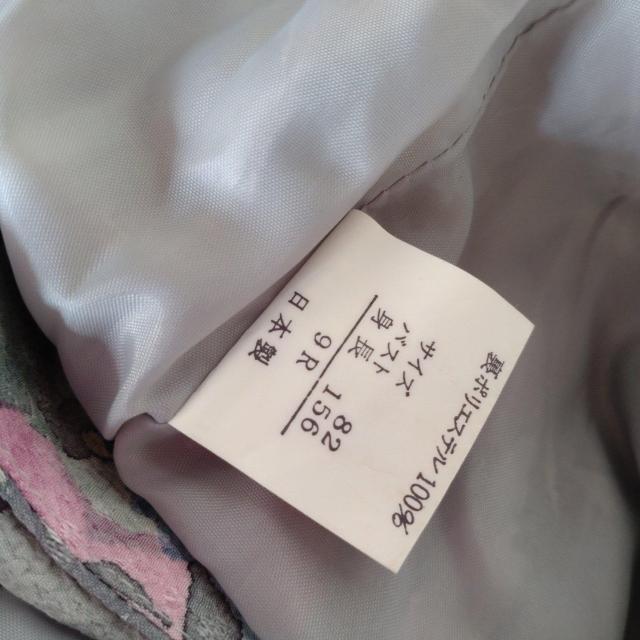 裏ポリエステル100%
サイズ
バスト 82
身長 156
9R
日本製